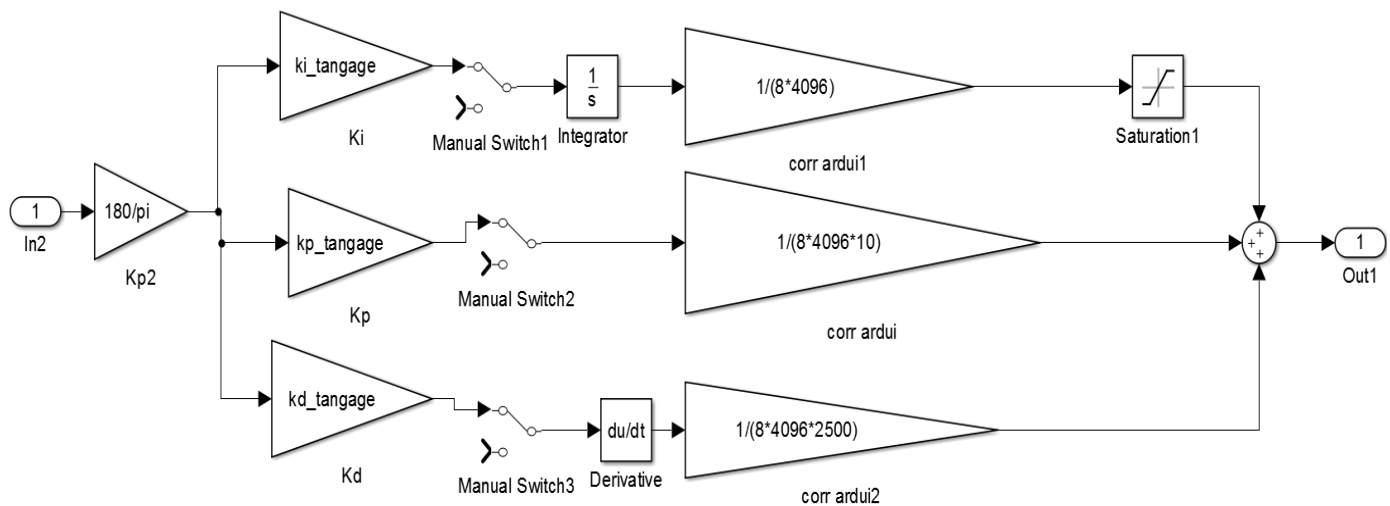 ki_tangage
Ki
Manual Switch1
1
s
Integrator
1/(8*4096)
corr ardui1
Saturation1
1
In2
180/pi
Kp2
kp_tangage
Kp
Manual Switch2
1/(8*4096*10)
corr ardui
+
+
+
1
Out1
kd_tangage
Kd
Manual Switch3
du/dt
Derivative
1/(8*4096*2500)
corr ardui2